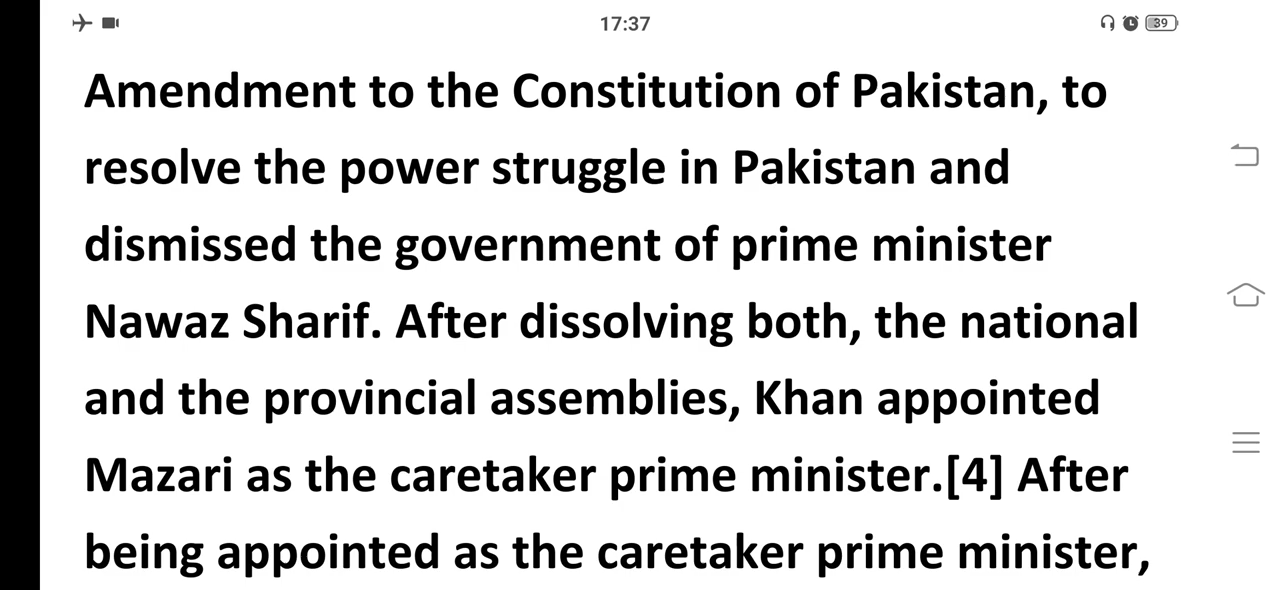 17:37
39
Amendment to the Constitution of Pakistan, to
resolve the power struggle in Pakistan and
dismissed the government of prime minister
Nawaz Sharif. After dissolving both, the national
and the provincial assemblies, Khan appointed
Mazari as the caretaker prime minister.[4] After
being appointed as the caretaker prime minister,